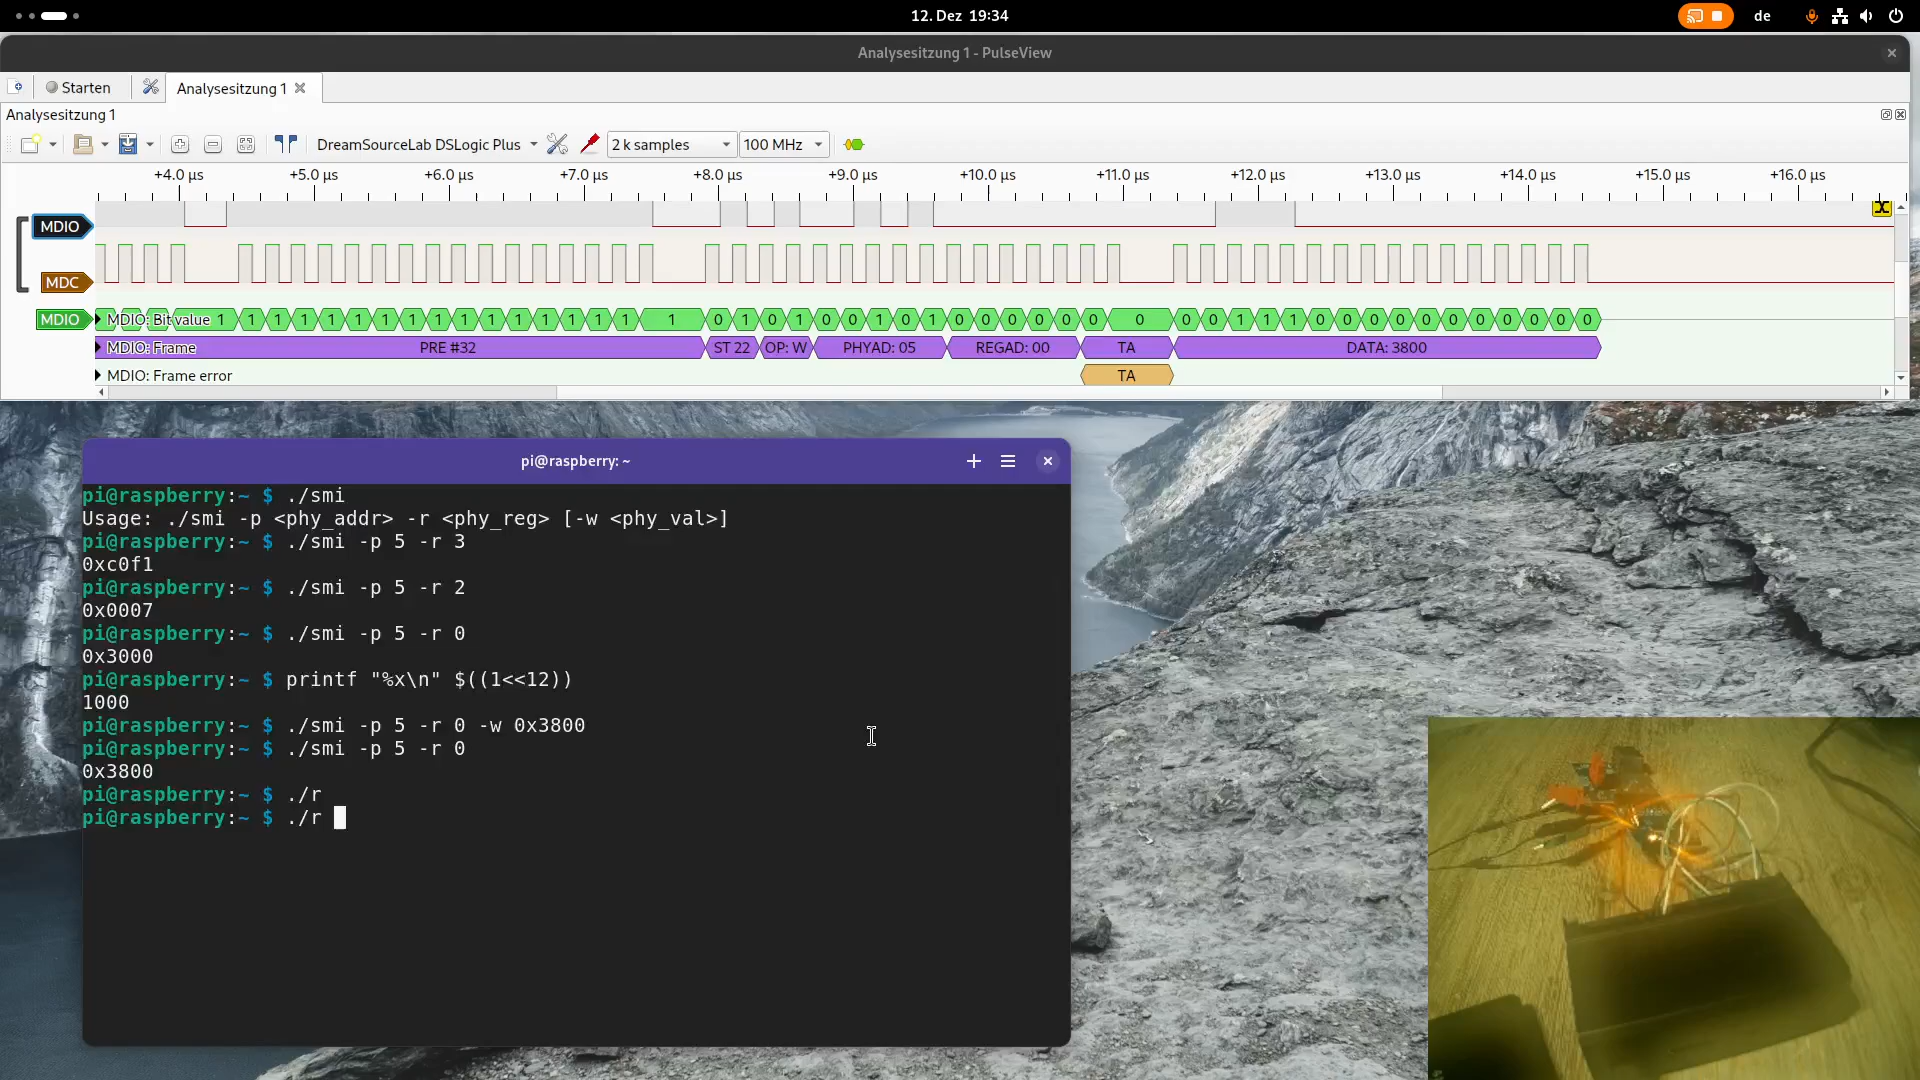 12. Dez 19:34
de
Analysesitzung 1 - PulseView
Starten
Analysesitzung 1
Analysesitzung 1
DreamSourceLab DSLogic Plus
2 k samples
100 MHz
+4.0 µs +5.0 µs +6.0 µs +7.0 µs +8.0 µs +9.0 µs +10.0 µs +11.0 µs +12.0 µs +13.0 µs +14.0 µs +15.0 µs +16.0 µs
MDIO
MDC
MDIO MDIO: Bit value 1 1 1 1 1 1 1 1 1 1 1 1 1 1 1 1 1 0 1 0 1 0 0 1 0 1 0 0 0 0 0 0 0 0 0 1 1 1 0 0 0 0 0 0 0 0 0 0 0
MDIO: Frame PRE #32 ST 22 OP: W PHYAD: 05 REGAD: 00 TA DATA: 3800
MDIO: Frame error TA
pi@raspberry: ~
pi@raspberry:~ $ ./smi
Usage: ./smi -p <phy_addr> -r <phy_reg> [-w <phy_val>]
pi@raspberry:~ $ ./smi -p 5 -r 3
0xc0f1
pi@raspberry:~ $ ./smi -p 5 -r 2
0x0007
pi@raspberry:~ $ ./smi -p 5 -r 0
0x3000
pi@raspberry:~ $ printf "%x\n" $((1<<12))
1000
pi@raspberry:~ $ ./smi -p 5 -r 0 -w 0x3800
pi@raspberry:~ $ ./smi -p 5 -r 0
0x3800
pi@raspberry:~ $ ./r
pi@raspberry:~ $ ./r